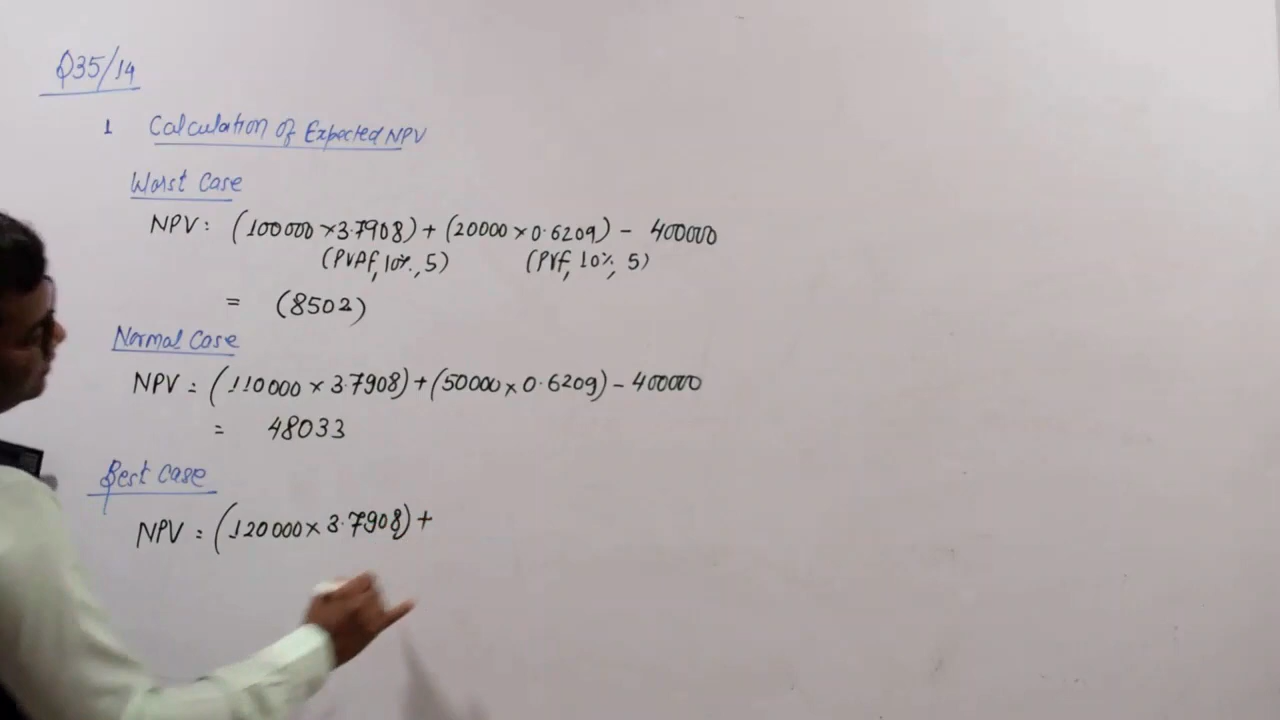 Q35/14
1 Calculation of Expected NPV
Worst Case
NPV: (100000 × 3.7908) + (20000 × 0.6209) - 400000
(PVAf, 10%, 5) (PVf, 10%, 5)
= (8502)
Normal Case
NPV = (110000 × 3.7908) + (50000 × 0.6209) - 400000
= 48033
Best Case
NPV = (120000 × 3.7908) +